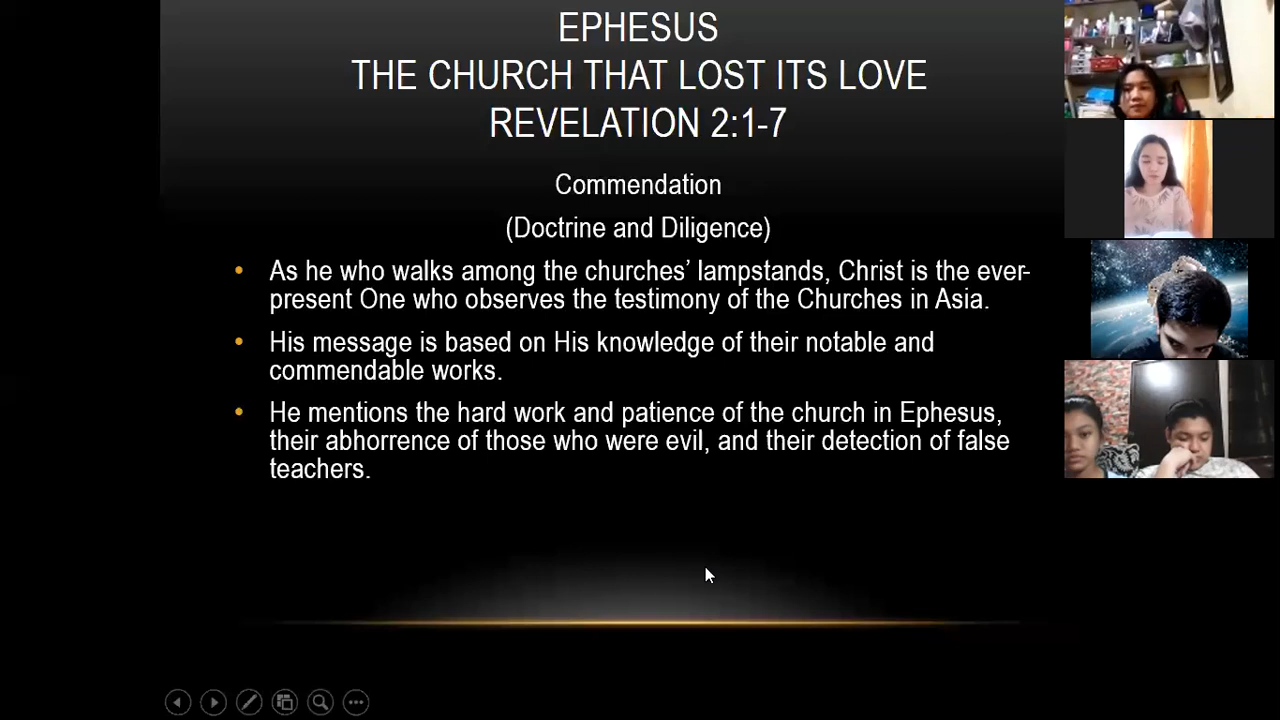 EPHESUS
THE CHURCH THAT LOST ITS LOVE
REVELATION 2:1-7
Commendation
(Doctrine and Diligence)
• As he who walks among the churches’ lampstands, Christ is the ever-
present One who observes the testimony of the Churches in Asia.
• His message is based on His knowledge of their notable and
commendable works.
• He mentions the hard work and patience of the church in Ephesus,
their abhorrence of those who were evil, and their detection of false
teachers.